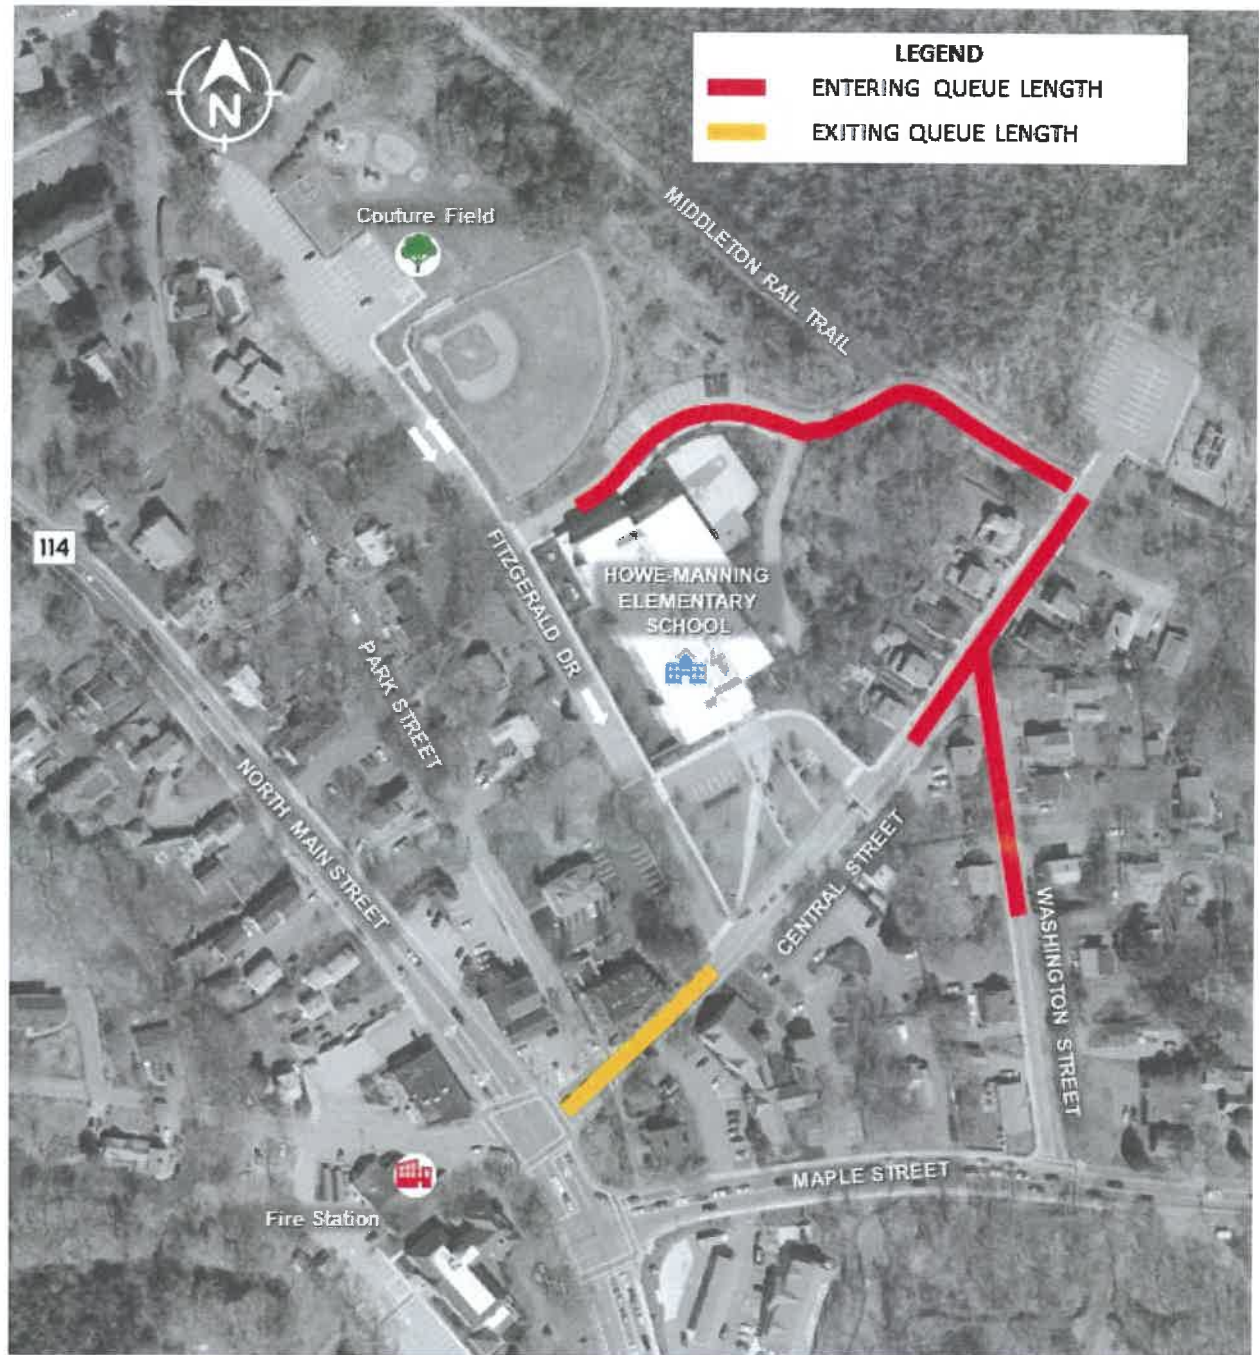 LEGEND
ENTERING QUEUE LENGTH
EXITING QUEUE LENGTH
N
Couture Field
MIDDLETON RAIL TRAIL
114
FITZGERALD DR
HOWE-MANNING
ELEMENTARY
SCHOOL
PARK STREET
NORTH MAIN STREET
CENTRAL STREET
WASHINGTON STREET
MAPLE STREET
Fire Station